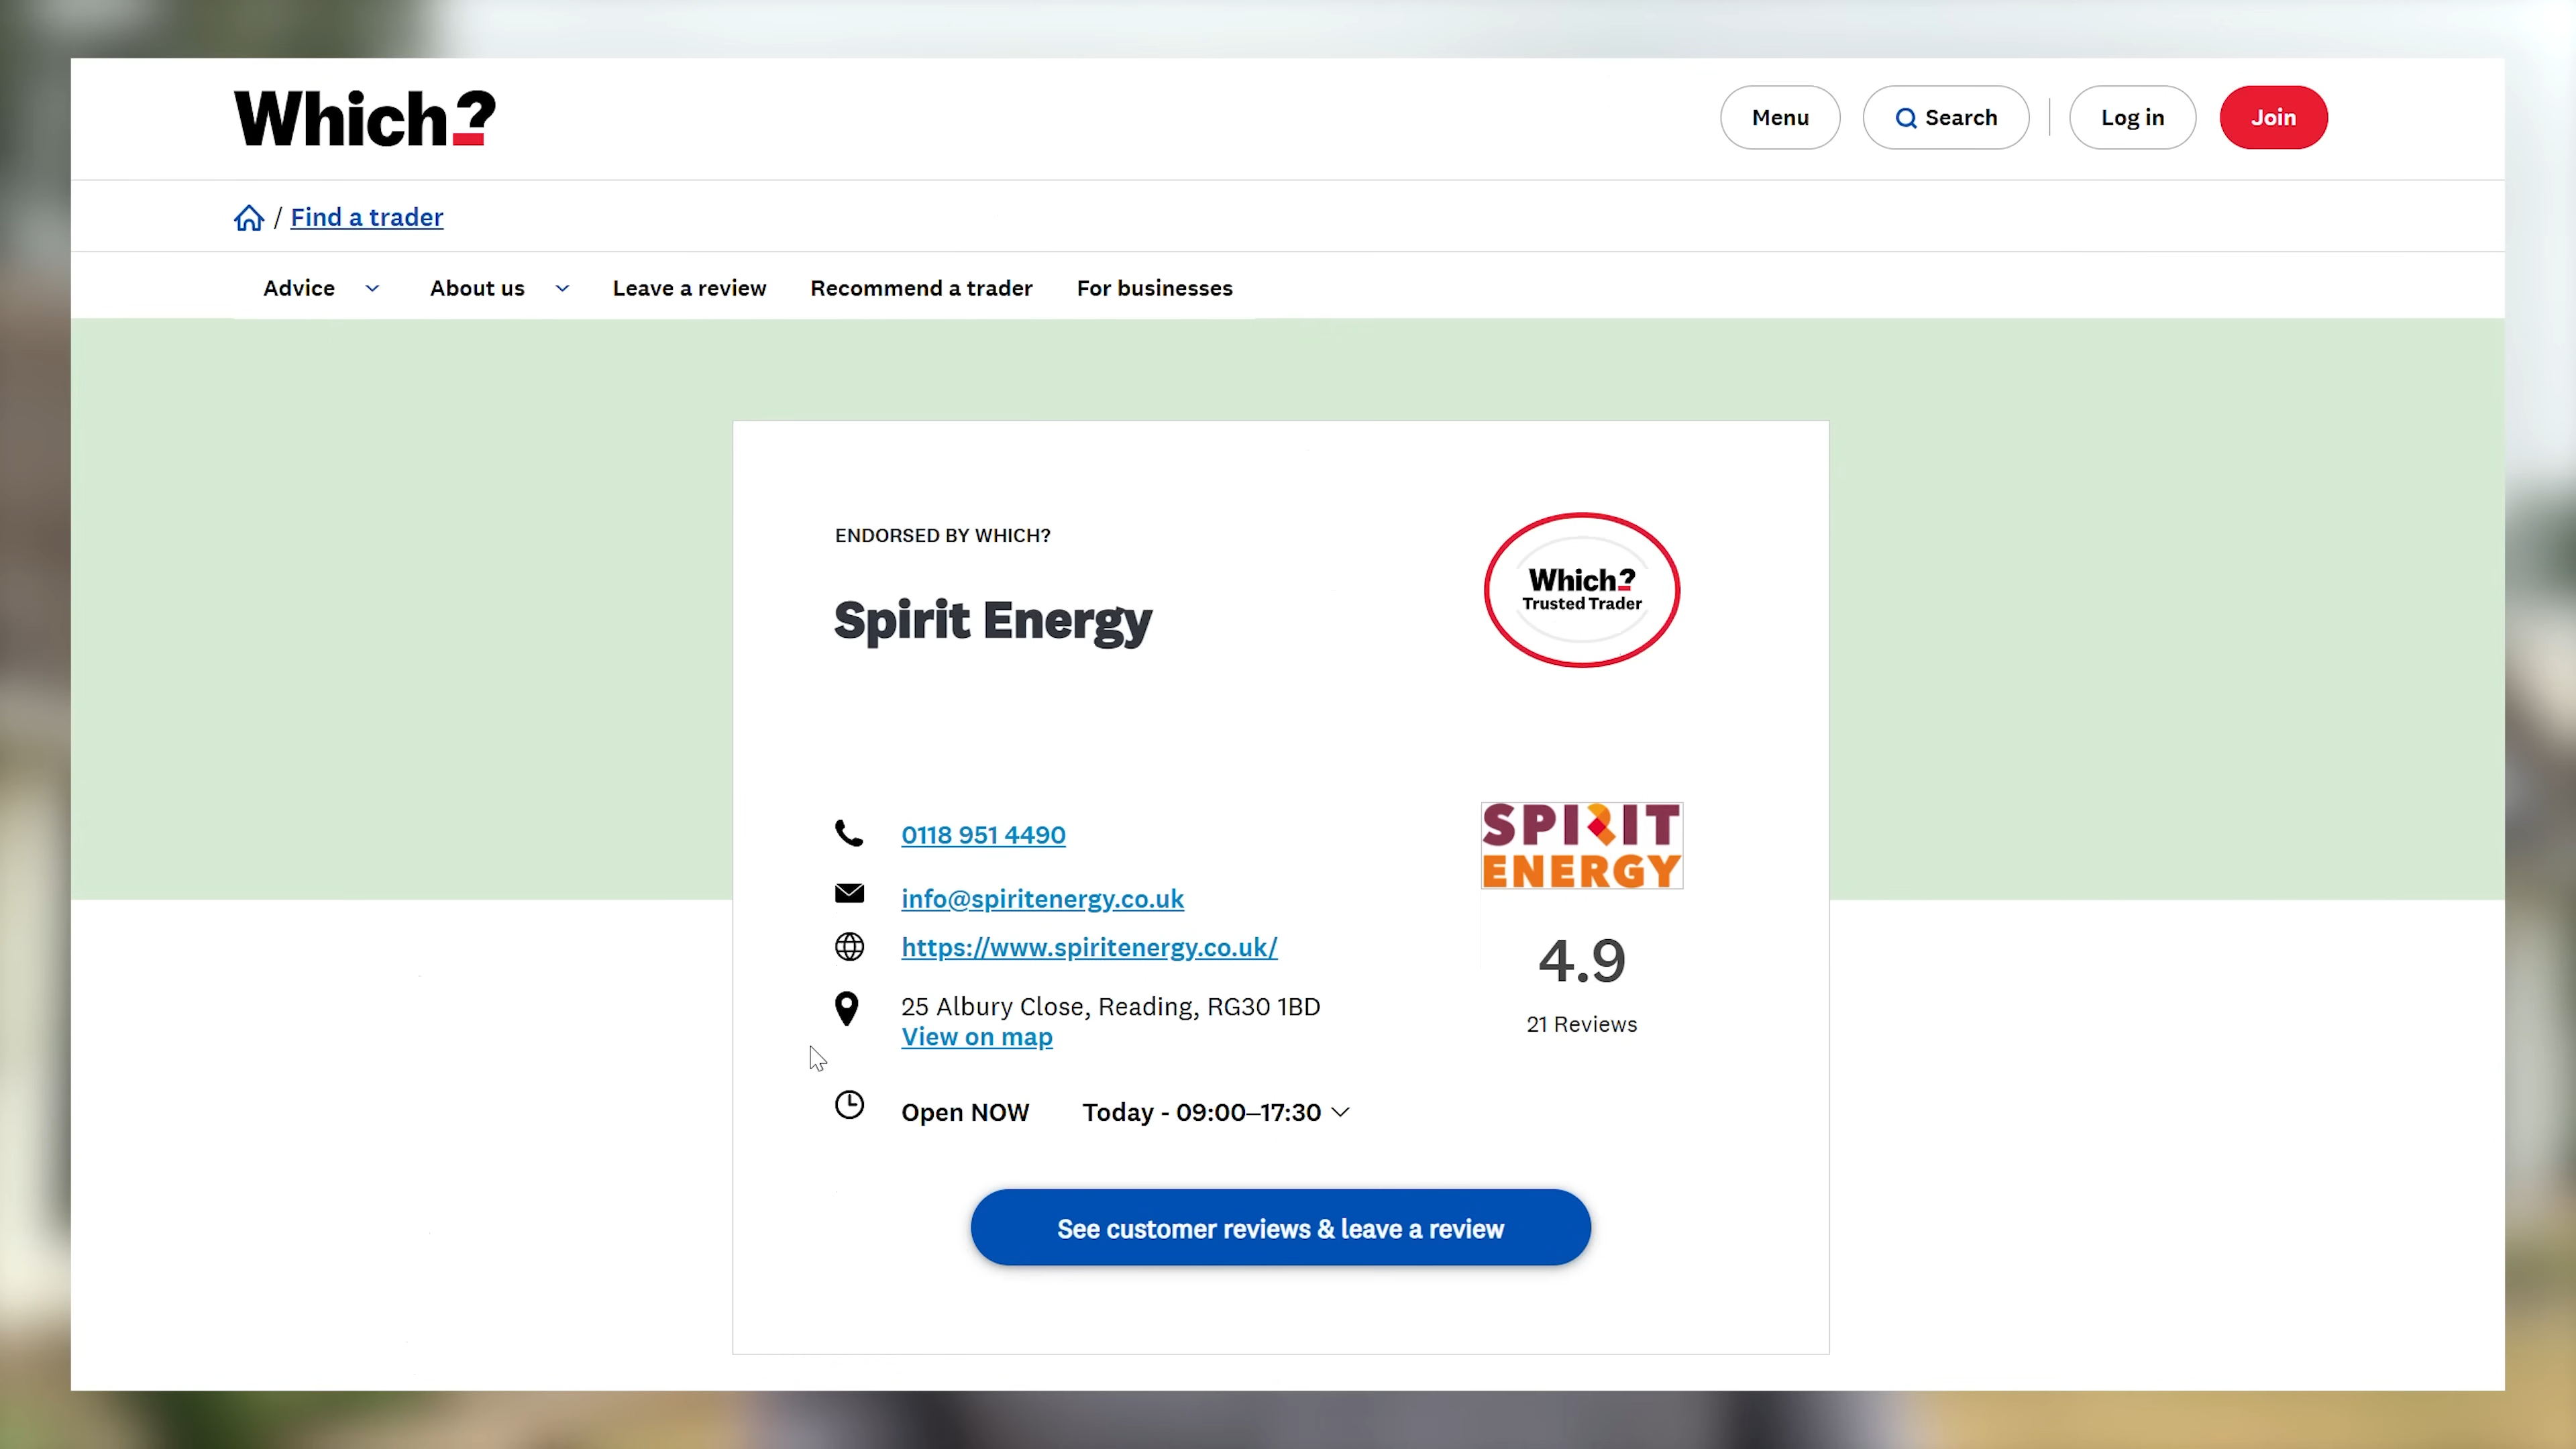 Which?
Menu
Search
Log in
Join
/ Find a trader
Advice
About us
Leave a review
Recommend a trader
For businesses
ENDORSED BY WHICH?
Spirit Energy
Which?
Trusted Trader
0118 951 4490
info@spiritenergy.co.uk
https://www.spiritenergy.co.uk/
25 Albury Close, Reading, RG30 1BD
View on map
SPIRIT
ENERGY
4.9
21 Reviews
Open NOW
Today - 09:00–17:30
See customer reviews & leave a review